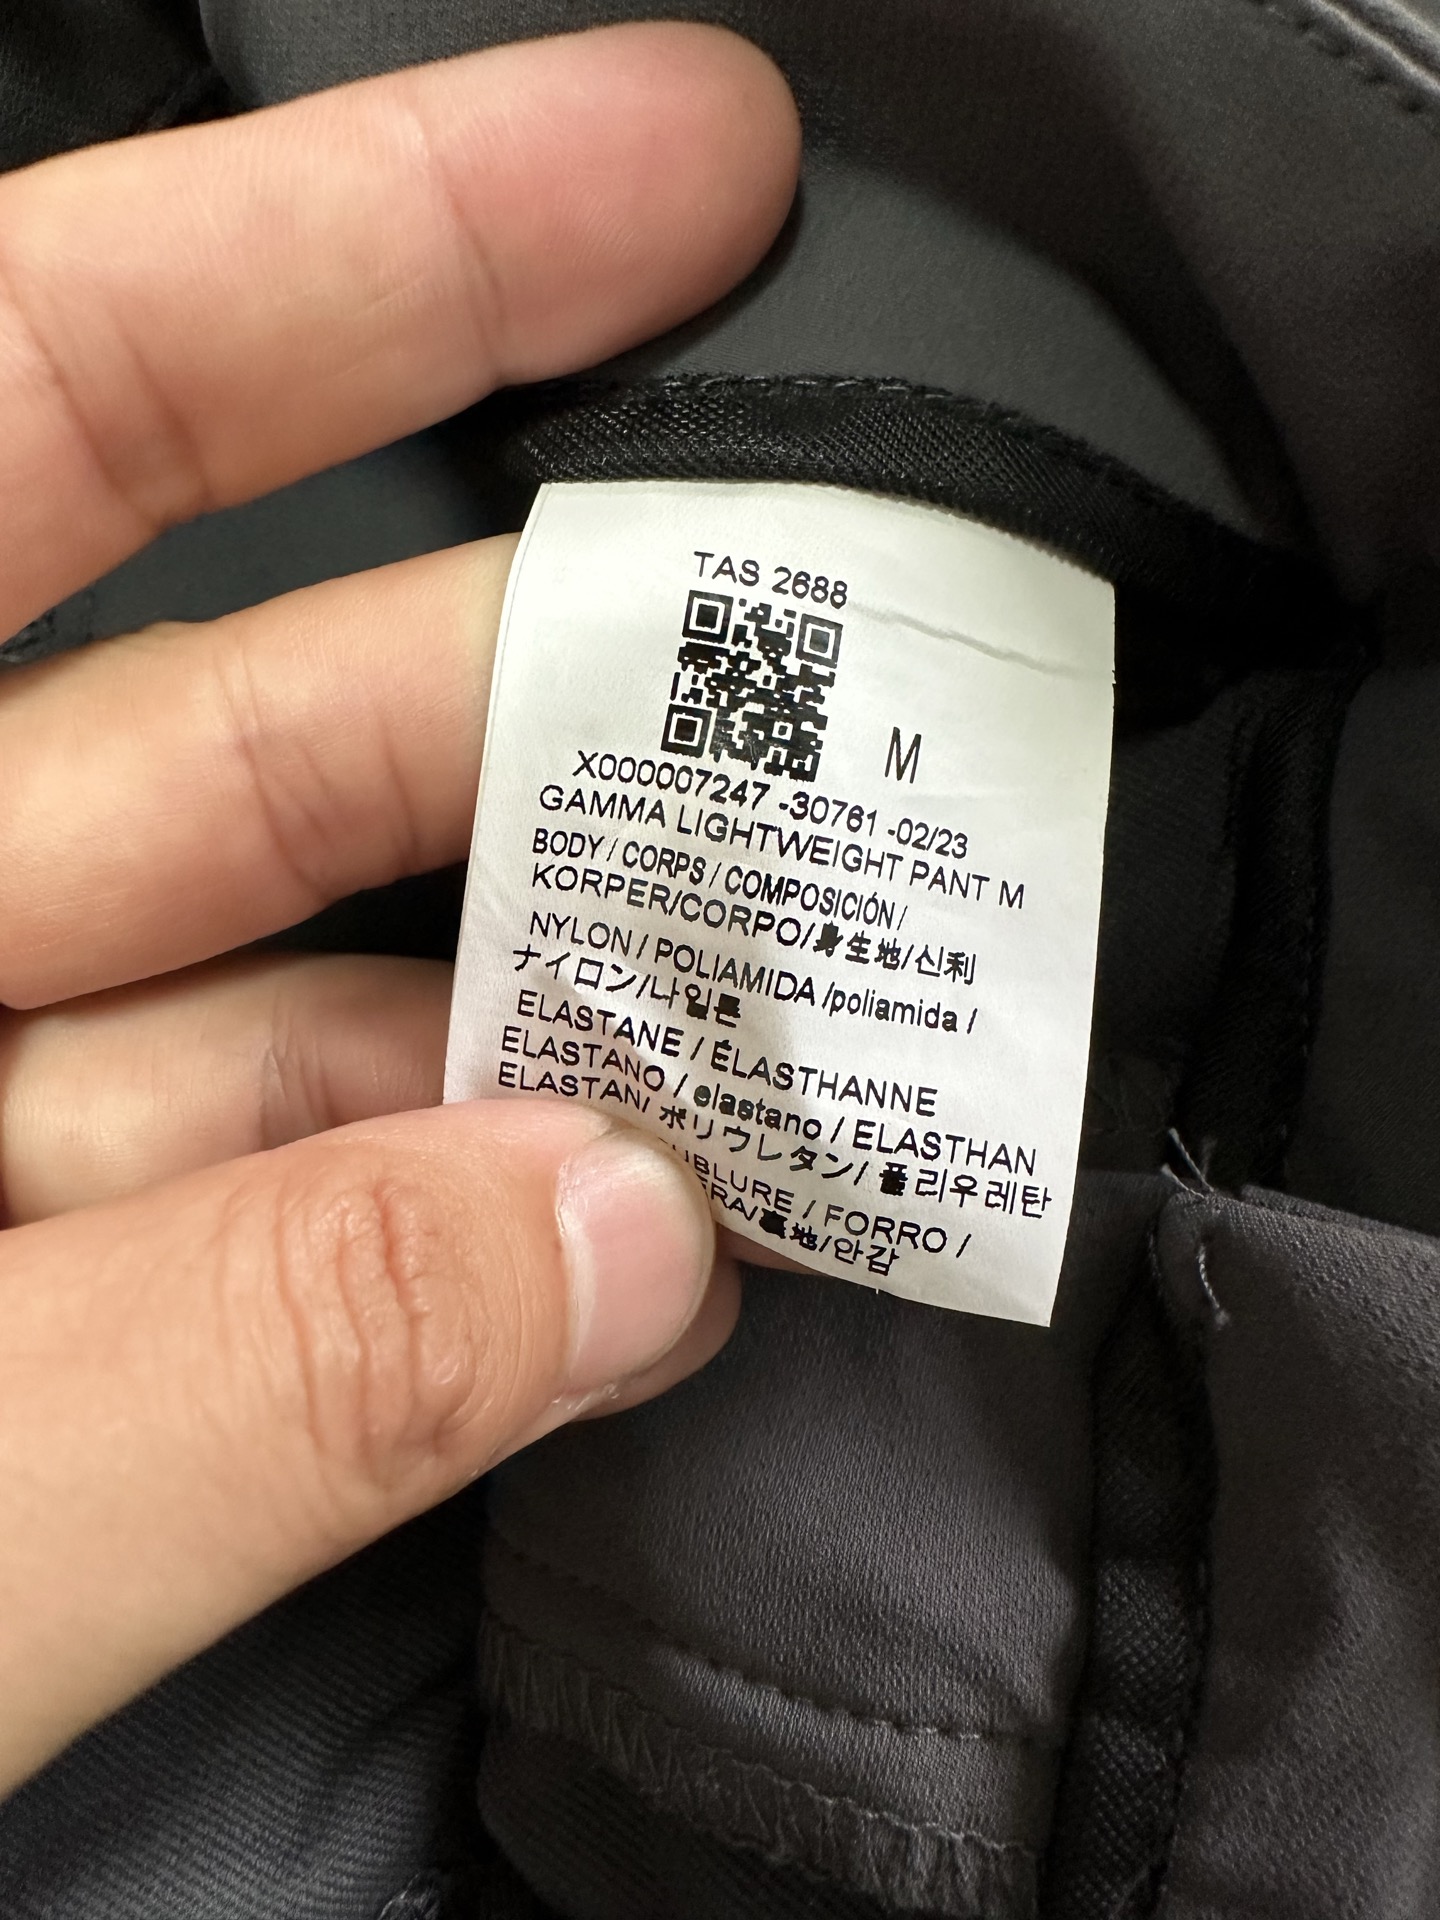 TAS 2688
M
X000007247 -30761 -02/23
GAMMA LIGHTWEIGHT PANT M
BODY / CORPS / COMPOSICIÓN /
KORPER/CORPO/身生地/신利
NYLON / POLIAMIDA /poliamida /
ナイロン/나일론
ELASTANE / ÉLASTHANNE
ELASTANO / elastano / ELASTHAN
ELASTAN/ ポリウレタン/ 폴리우레탄
FORRO /
裏地/안감